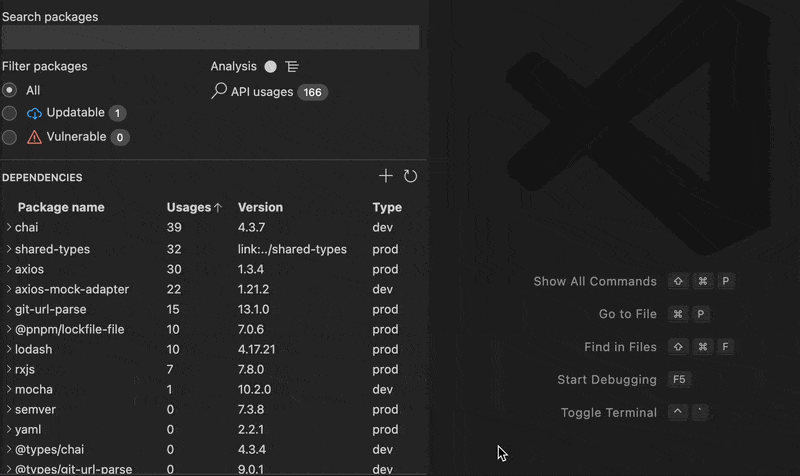 Search packages
Filter packages
Analysis
All
API usages 166
Updatable 1
Vulnerable 0
DEPENDENCIES
Package name Usages Version Type
chai 39 4.3.7 dev
shared-types 32 link:../shared-types prod
axios 30 1.3.4 prod
axios-mock-adapter 22 1.21.2 dev
git-url-parse 15 13.1.0 prod
@pnpm/lockfile-file 10 7.0.6 prod
lodash 10 4.17.21 prod
rxjs 7 7.8.0 prod
mocha 1 10.2.0 dev
semver 0 7.3.8 prod
yaml 0 2.2.1 prod
@types/chai 0 4.3.4 dev
@types/git-url-parse 0 9.0.1 dev
Show All Commands ⇧ ⌘ P
Go to File ⌘ P
Find in Files ⇧ ⌘ F
Start Debugging F5
Toggle Terminal ^ `